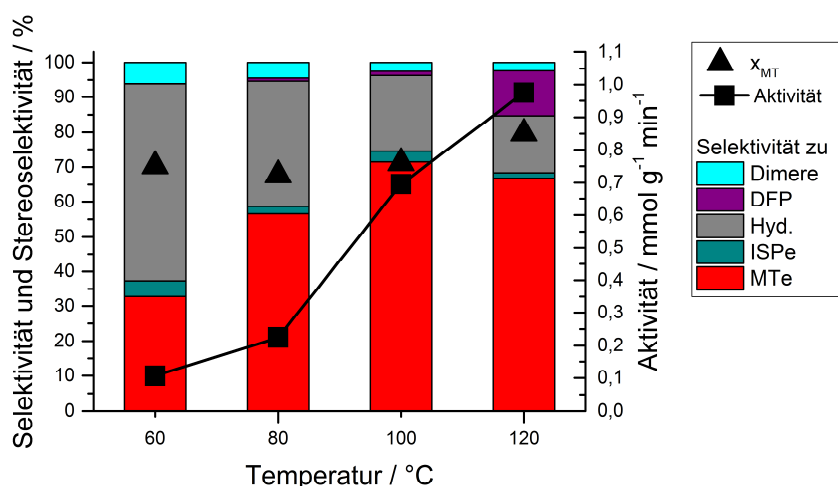 Selektivität und Stereoselektivität / %
100
90
80
70
60
50
40
30
20
10
0
60
80
100
120
Temperatur / °C
1,1
1,0
0,9
0,8
0,7
0,6
0,5
0,4
0,3
0,2
0,1
0,0
Aktivität / mmol g⁻¹ min⁻¹
x_MT
Aktivität
Selektivität zu
Dimere
DFP
Hyd.
ISPe
MTe